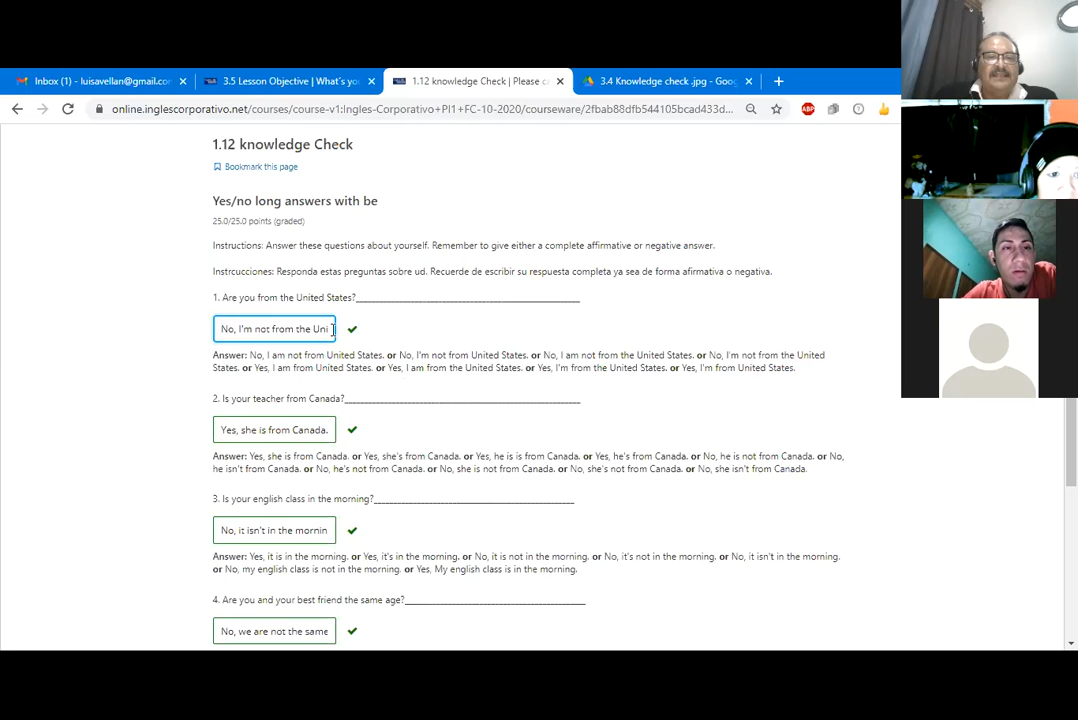 Inbox (1) - luisavellan@gmail.co
3.5 Lesson Objective | What's yo
1.12 knowledge Check | Please c
3.4 Knowledge check .jpg - Goo
online.inglescorporativo.net/courses/course-v1:Ingles-Corporativo+PI1+FC-10-2020/courseware/2fbab88dfb544105bcad433d...
ABP
1.12 knowledge Check
Bookmark this page
Yes/no long answers with be
25.0/25.0 points (graded)
Instructions: Answer these questions about yourself. Remember to give either a complete affirmative or negative answer.
Instrcucciones: Responda estas preguntas sobre ud. Recuerde de escribir su respuesta completa ya sea de forma afirmativa o negativa.
1. Are you from the United States?
No, I'm not from the Uni
Answer: No, I am not from United States. or No, I'm not from United States. or No, I am not from the United States. or No, I'm not from the United
States. or Yes, I am from United States. or Yes, I am from the United States. or Yes, I'm from the United States. or Yes, I'm from United States.
2. Is your teacher from Canada?
Yes, she is from Canada.
Answer: Yes, she is from Canada. or Yes, she's from Canada. or Yes, he is is from Canada. or Yes, he's from Canada. or No, he is not from Canada. or No,
he isn't from Canada. or No, he's not from Canada. or No, she is not from Canada. or No, she's not from Canada. or No, she isn't from Canada.
3. Is your english class in the morning?
No, it isn't in the mornin
Answer: Yes, it is in the morning. or Yes, it's in the morning. or No, it is not in the morning. or No, it's not in the morning. or No, it isn't in the morning.
or No, my english class is not in the morning. or Yes, My english class is in the morning.
4. Are you and your best friend the same age?
No, we are not the same